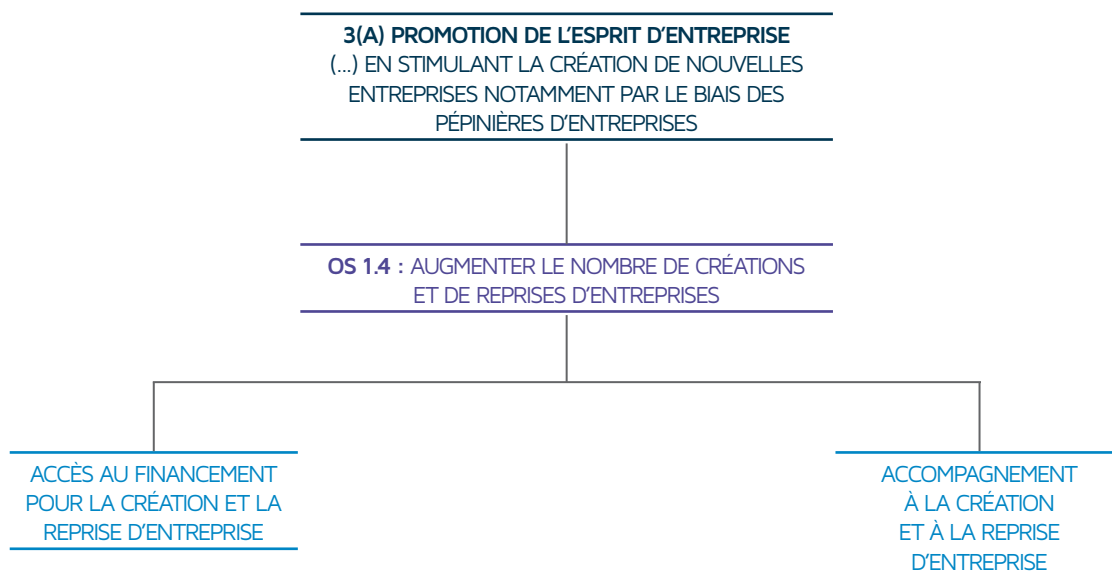 3(A) PROMOTION DE L'ESPRIT D'ENTREPRISE
(...) EN STIMULANT LA CRÉATION DE NOUVELLES
ENTREPRISES NOTAMMENT PAR LE BIAIS DES
PÉPINIÈRES D'ENTREPRISES
OS 1.4 : AUGMENTER LE NOMBRE DE CRÉATIONS
ET DE REPRISES D'ENTREPRISES
ACCÈS AU FINANCEMENT
POUR LA CRÉATION ET LA
REPRISE D'ENTREPRISE
ACCOMPAGNEMENT
À LA CRÉATION
ET À LA REPRISE
D'ENTREPRISE